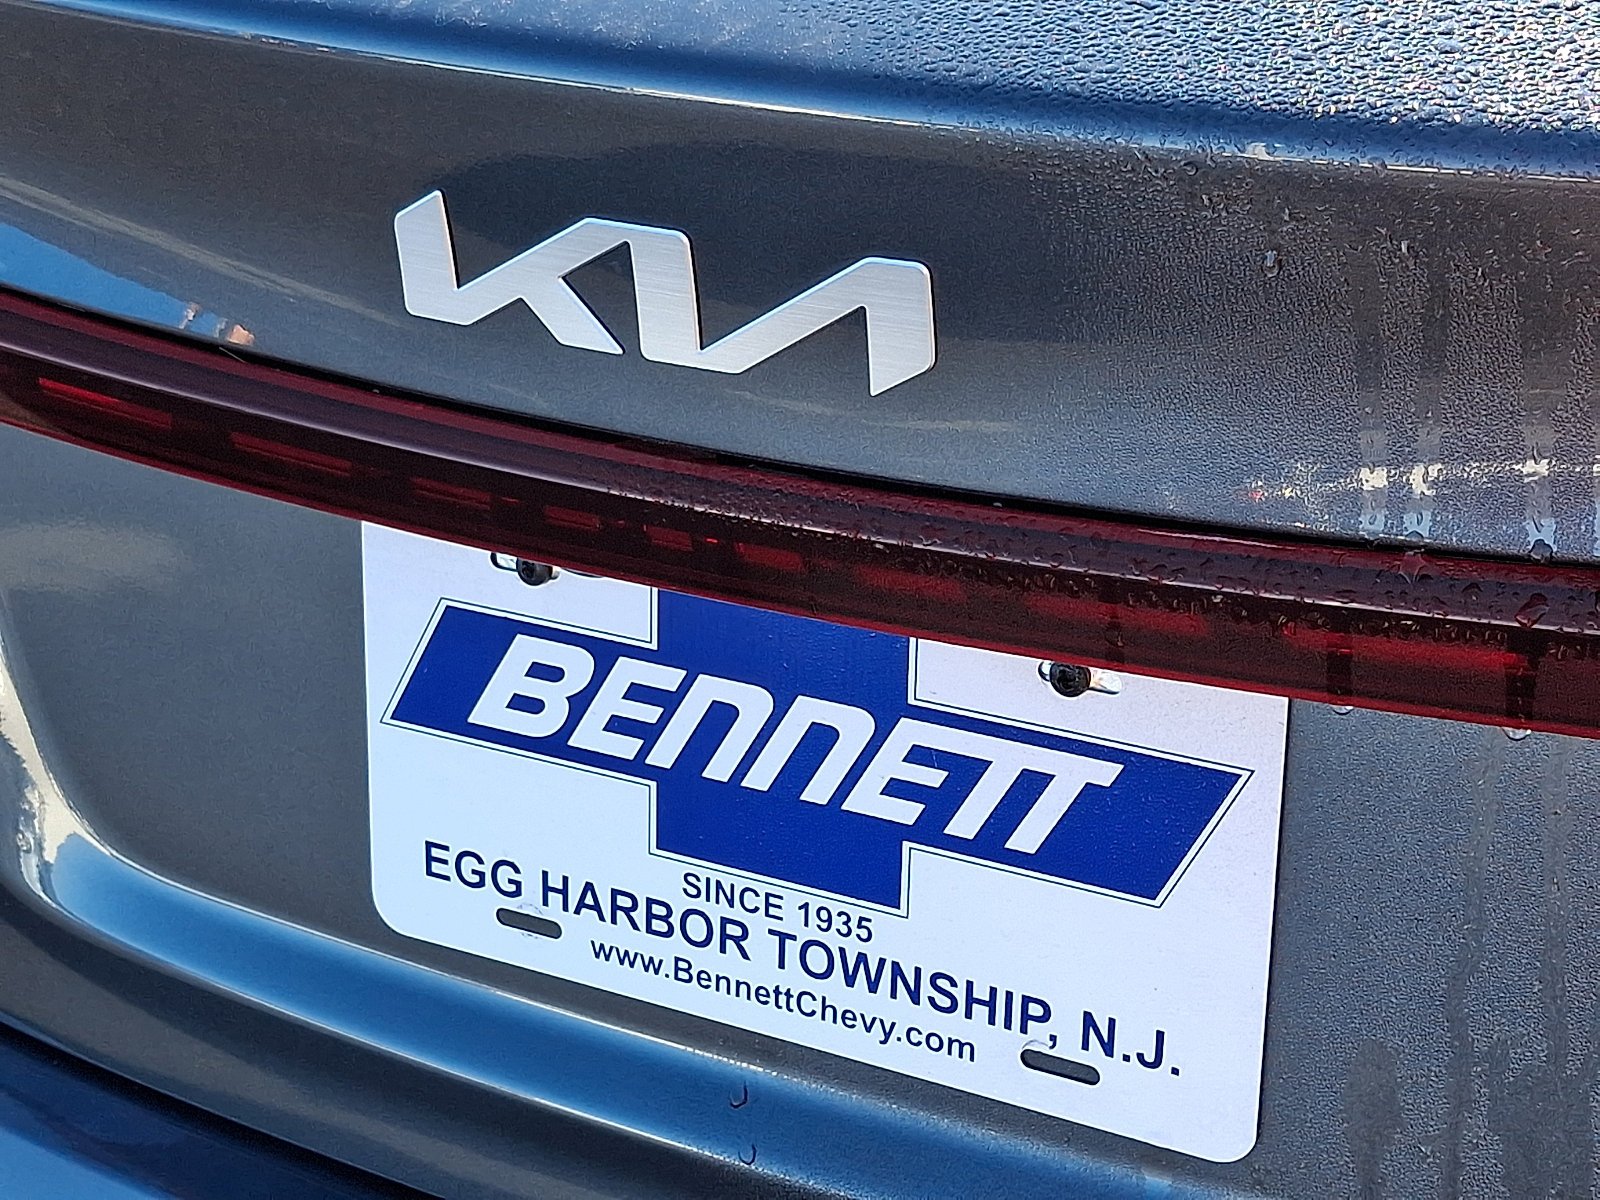 KIA
BENNETT
SINCE 1935
EGG HARBOR TOWNSHIP, N.J.
www.BennettChevy.com